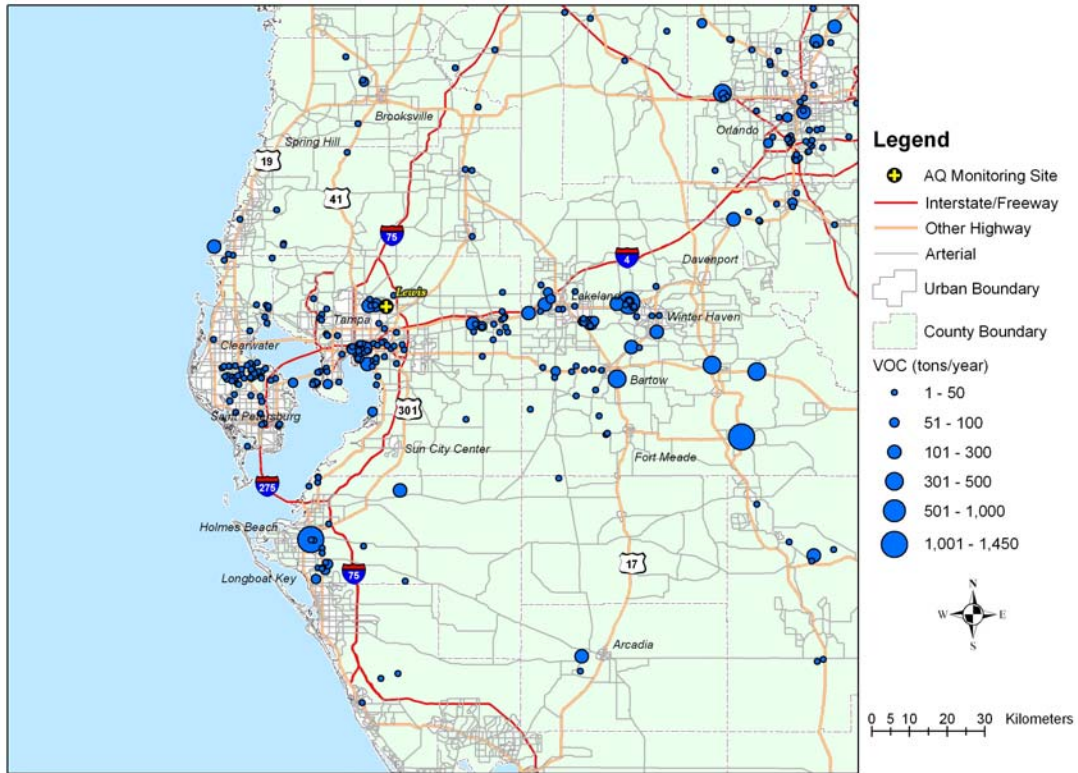 Brooksville
Orlando
Spring Hill
19
41
75
4
Davenport
Lewis
Lakeland
Tampa
Winter Haven
Clearwater
Bartow
Saint Petersburg
301
Sun City Center
Fort Meade
275
Holmes Beach
17
Longboat Key
75
Arcadia
Legend
AQ Monitoring Site
Interstate/Freeway
Other Highway
Arterial
Urban Boundary
County Boundary
VOC (tons/year)
1 - 50
51 - 100
101 - 300
301 - 500
501 - 1,000
1,001 - 1,450
N
W E
S
0 5 10 20 30 Kilometers